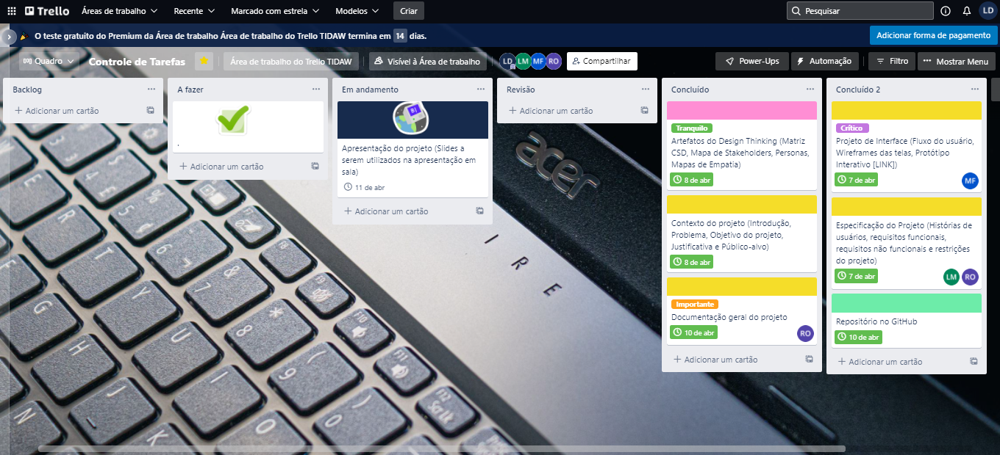 Trello
Áreas de trabalho
Recente
Marcado com estrela
Modelos
Criar
Pesquisar
LD
O teste gratuito do Premium da Área de trabalho Área de trabalho do Trello TIDAW termina em 14 dias.
Adicionar forma de pagamento
Quadro
Controle de Tarefas
Área de trabalho do Trello TIDAW
Visível à Área de trabalho
LD
LM
MF
RO
Compartilhar
Power-Ups
Automação
Filtro
Mostrar Menu
Backlog
Adicionar um cartão
A fazer
.
Adicionar um cartão
Em andamento
Apresentação do projeto (Slides a
serem utilizados na apresentação em
sala)
11 de abr
Adicionar um cartão
Revisão
Adicionar um cartão
Concluído
Tranquilo
Artefatos do Design Thinking (Matriz
CSD, Mapa de Stakeholders, Personas,
Mapas de Empatia)
8 de abr
Contexto do projeto (Introdução,
Problema, Objetivo do projeto,
Justificativa e Público-alvo)
8 de abr
Importante
Documentação geral do projeto
10 de abr
RO
Adicionar um cartão
Concluído 2
Crítico
Projeto de Interface (Fluxo do usuário,
Wireframes das telas, Protótipo
Interativo [LINK])
7 de abr
MF
Especificação do Projeto (Histórias de
usuários, requisitos funcionais,
requisitos não funcionais e restrições
do projeto)
7 de abr
LM
RO
Repositório no GitHub
10 de abr
Adicionar um cartão
acer
I R E
R
T
Y
G
H
U
8
*
J
I
9
N
K
O
)
F10
F11
F12